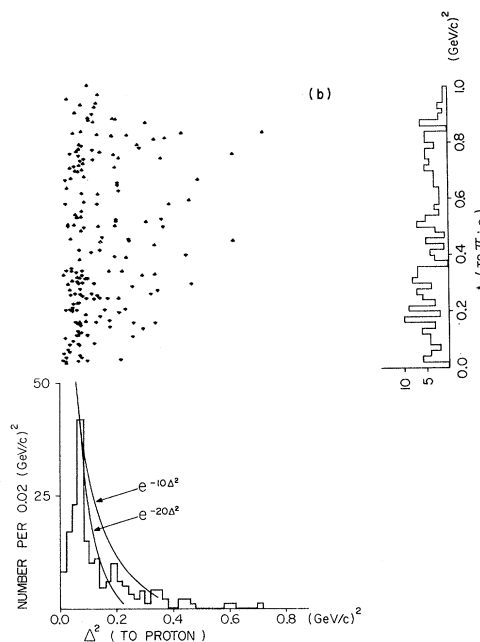 (b)
(GeV/c)²
1.0
0.8
0.6
0.4
0.2
0.0
10 5
50
25
NUMBER PER 0.02 (GeV/c)²
e^-10Δ²
e^-20Δ²
0.0 0.2 0.4 0.6 0.8 (GeV/c)²
Δ² (TO PROTON)